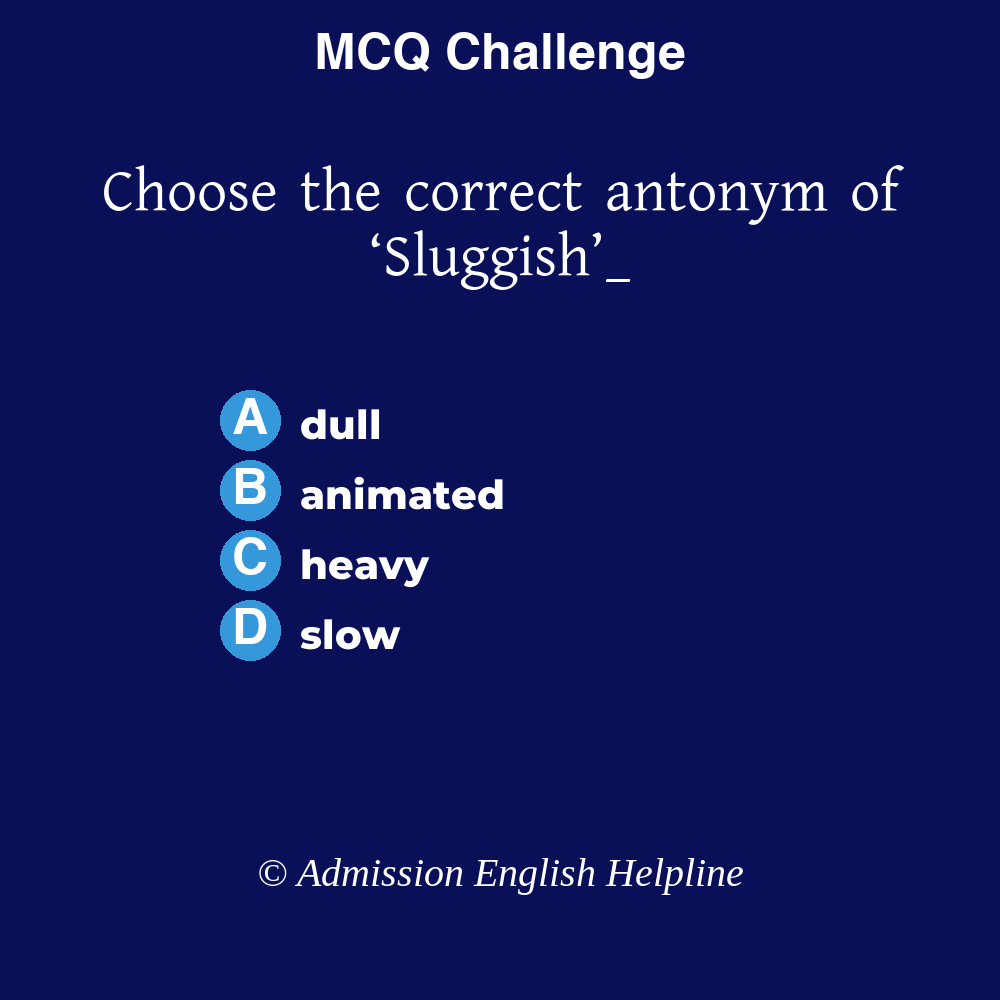 MCQ Challenge
Choose the correct antonym of
‘Sluggish’_
A dull
B animated
C heavy
D slow
© Admission English Helpline